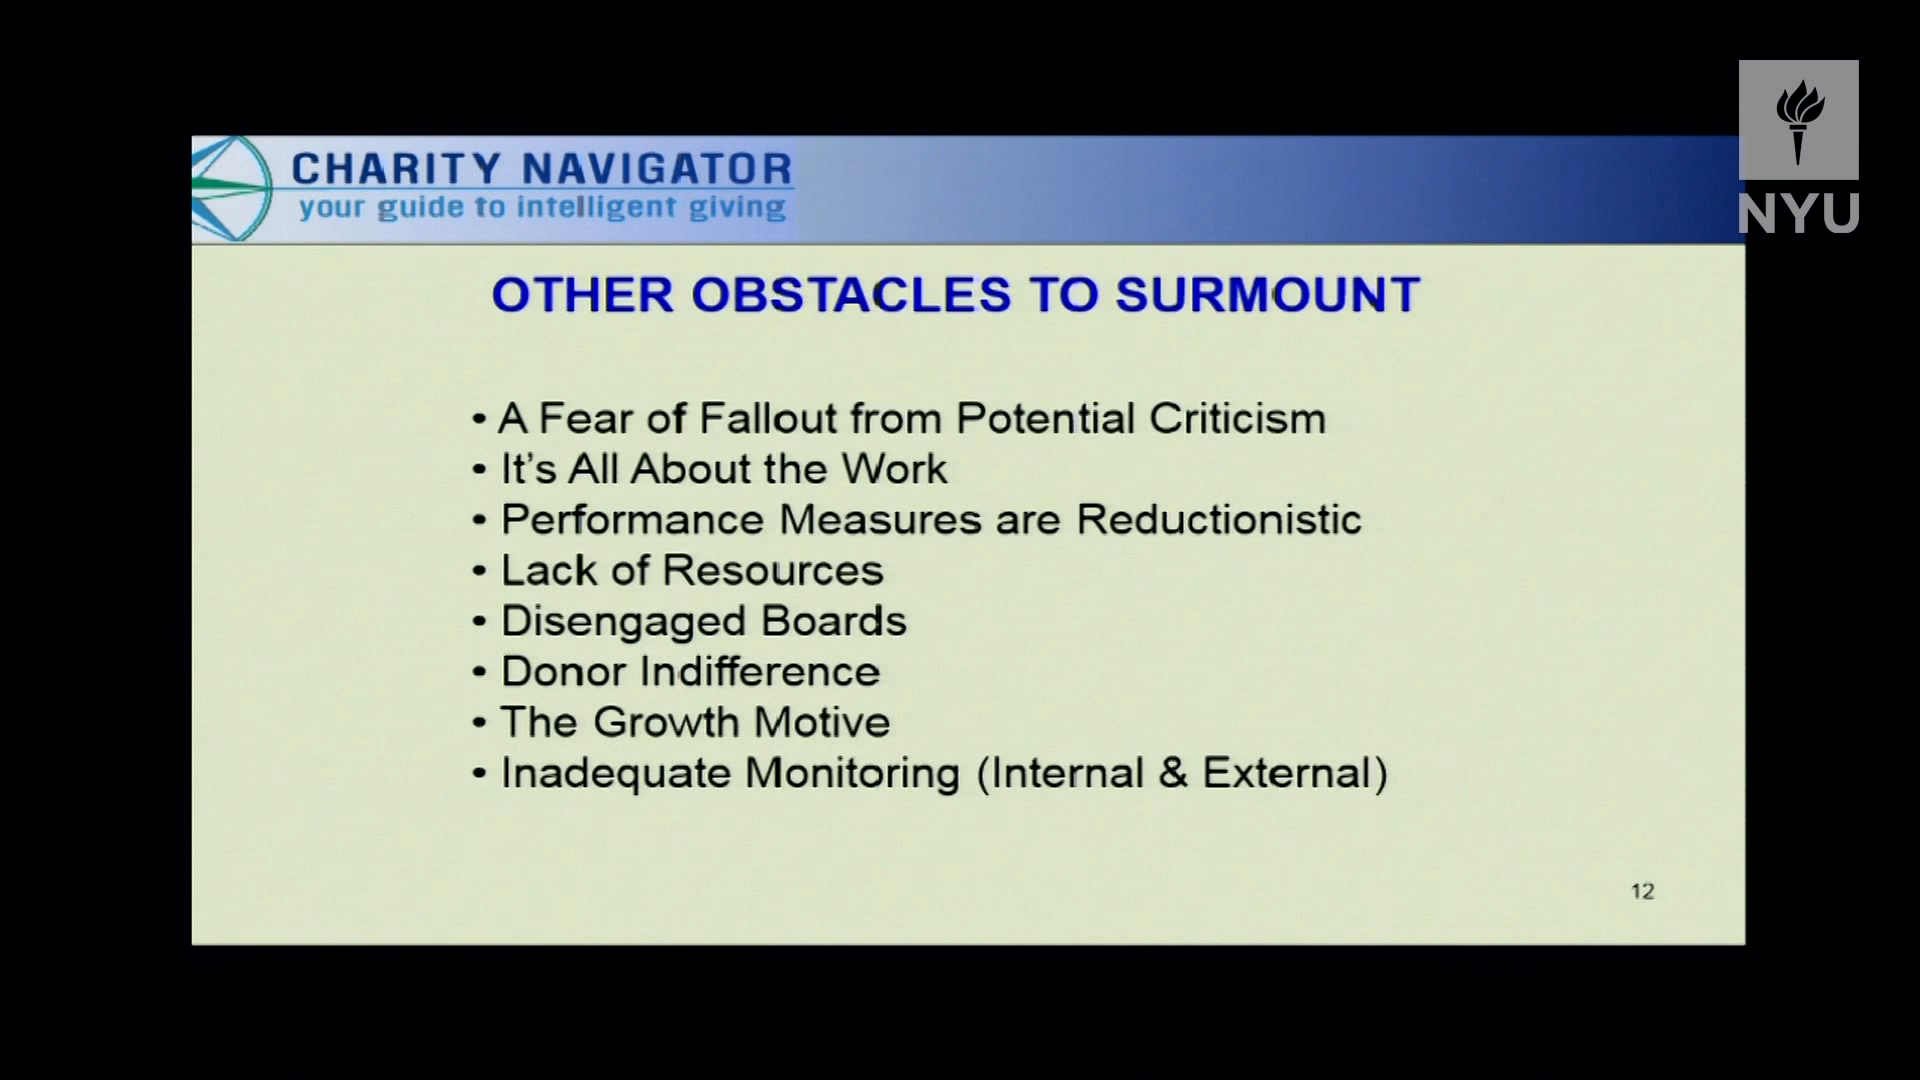 CHARITY NAVIGATOR
your guide to intelligent giving
NYU
OTHER OBSTACLES TO SURMOUNT
• A Fear of Fallout from Potential Criticism
• It’s All About the Work
• Performance Measures are Reductionistic
• Lack of Resources
• Disengaged Boards
• Donor Indifference
• The Growth Motive
• Inadequate Monitoring (Internal & External)
12